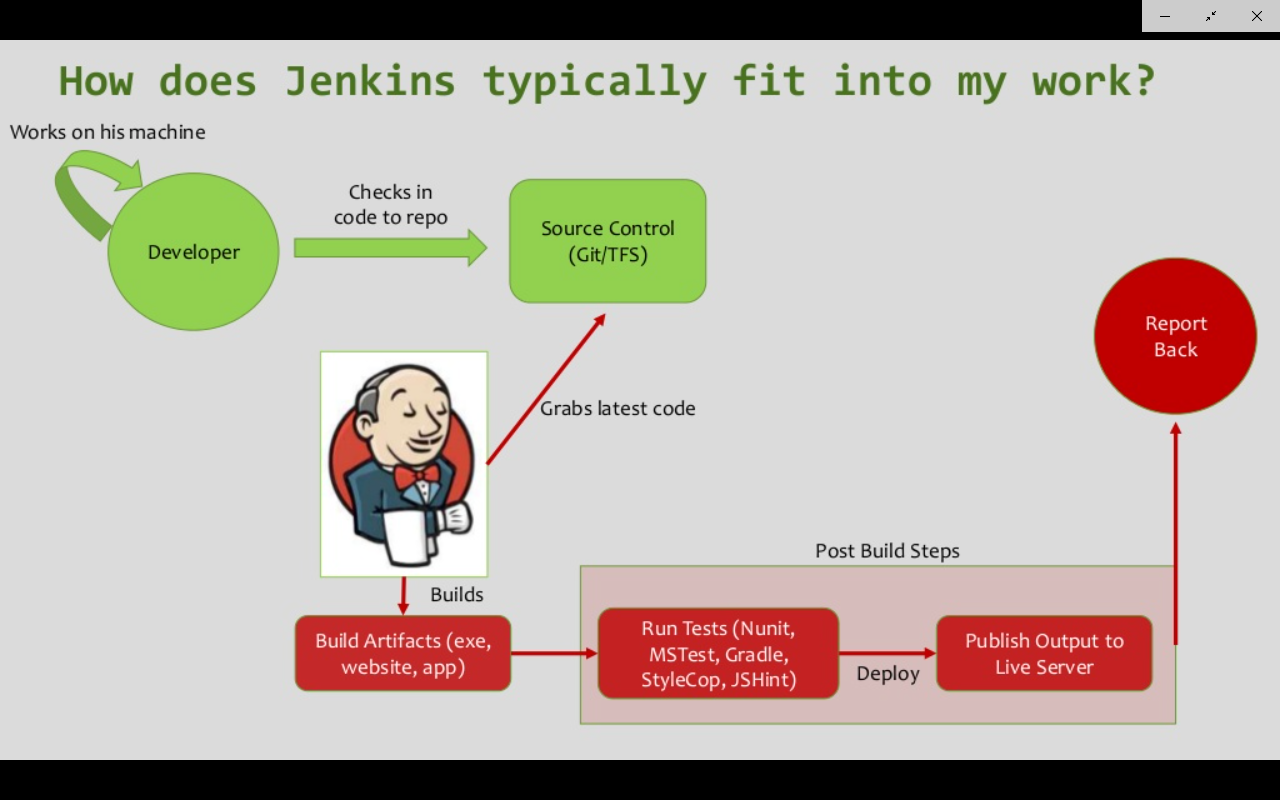 How does Jenkins typically fit into my work?
Works on his machine
Developer
Checks in
code to repo
Source Control
(Git/TFS)
Report
Back
Grabs latest code
Post Build Steps
Builds
Build Artifacts (exe,
website, app)
Run Tests (Nunit,
MSTest, Gradle,
StyleCop, JSHint)
Deploy
Publish Output to
Live Server